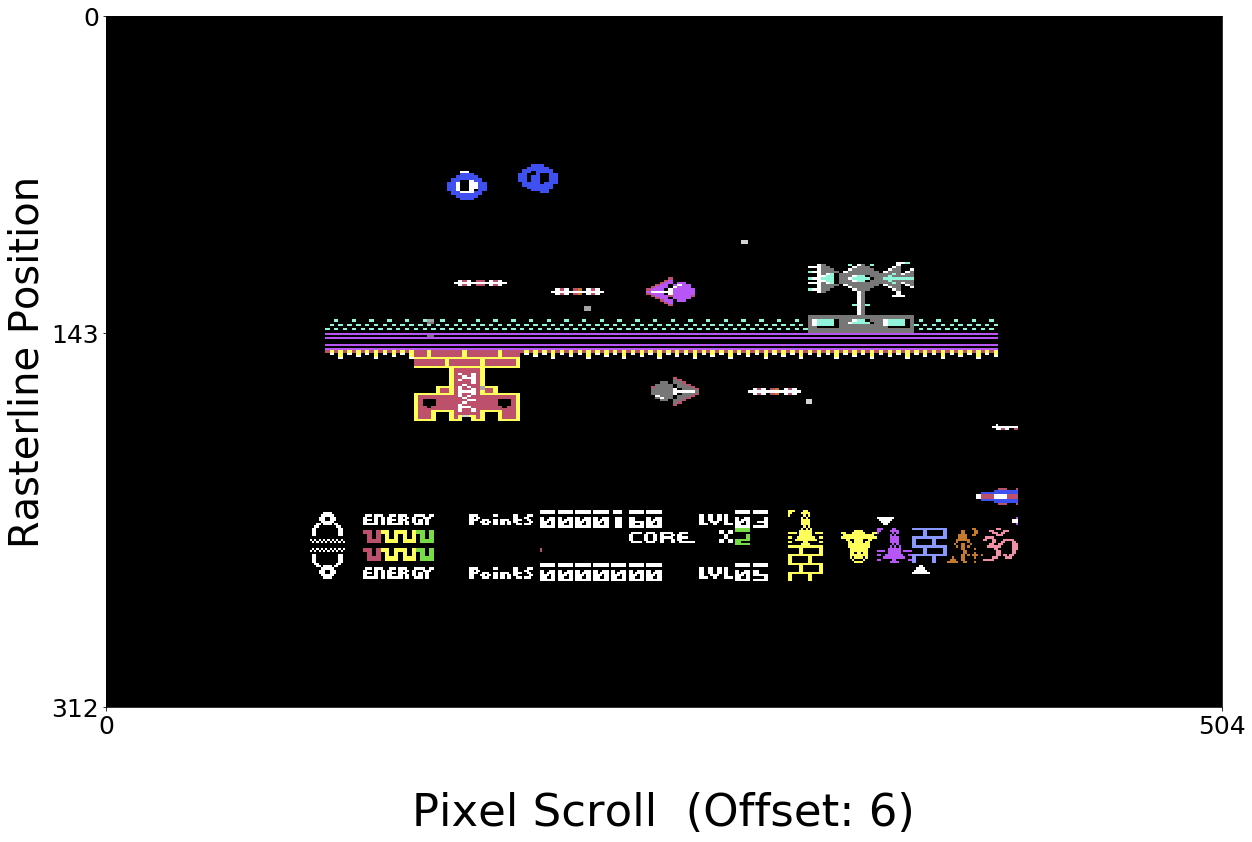 0
Rasterline Position
143
ENERGY Points 0000160 LVL03
CORE X2
ENERGY Points 0000000 LVL05
ॐ
312
0 504
Pixel Scroll (Offset: 6)